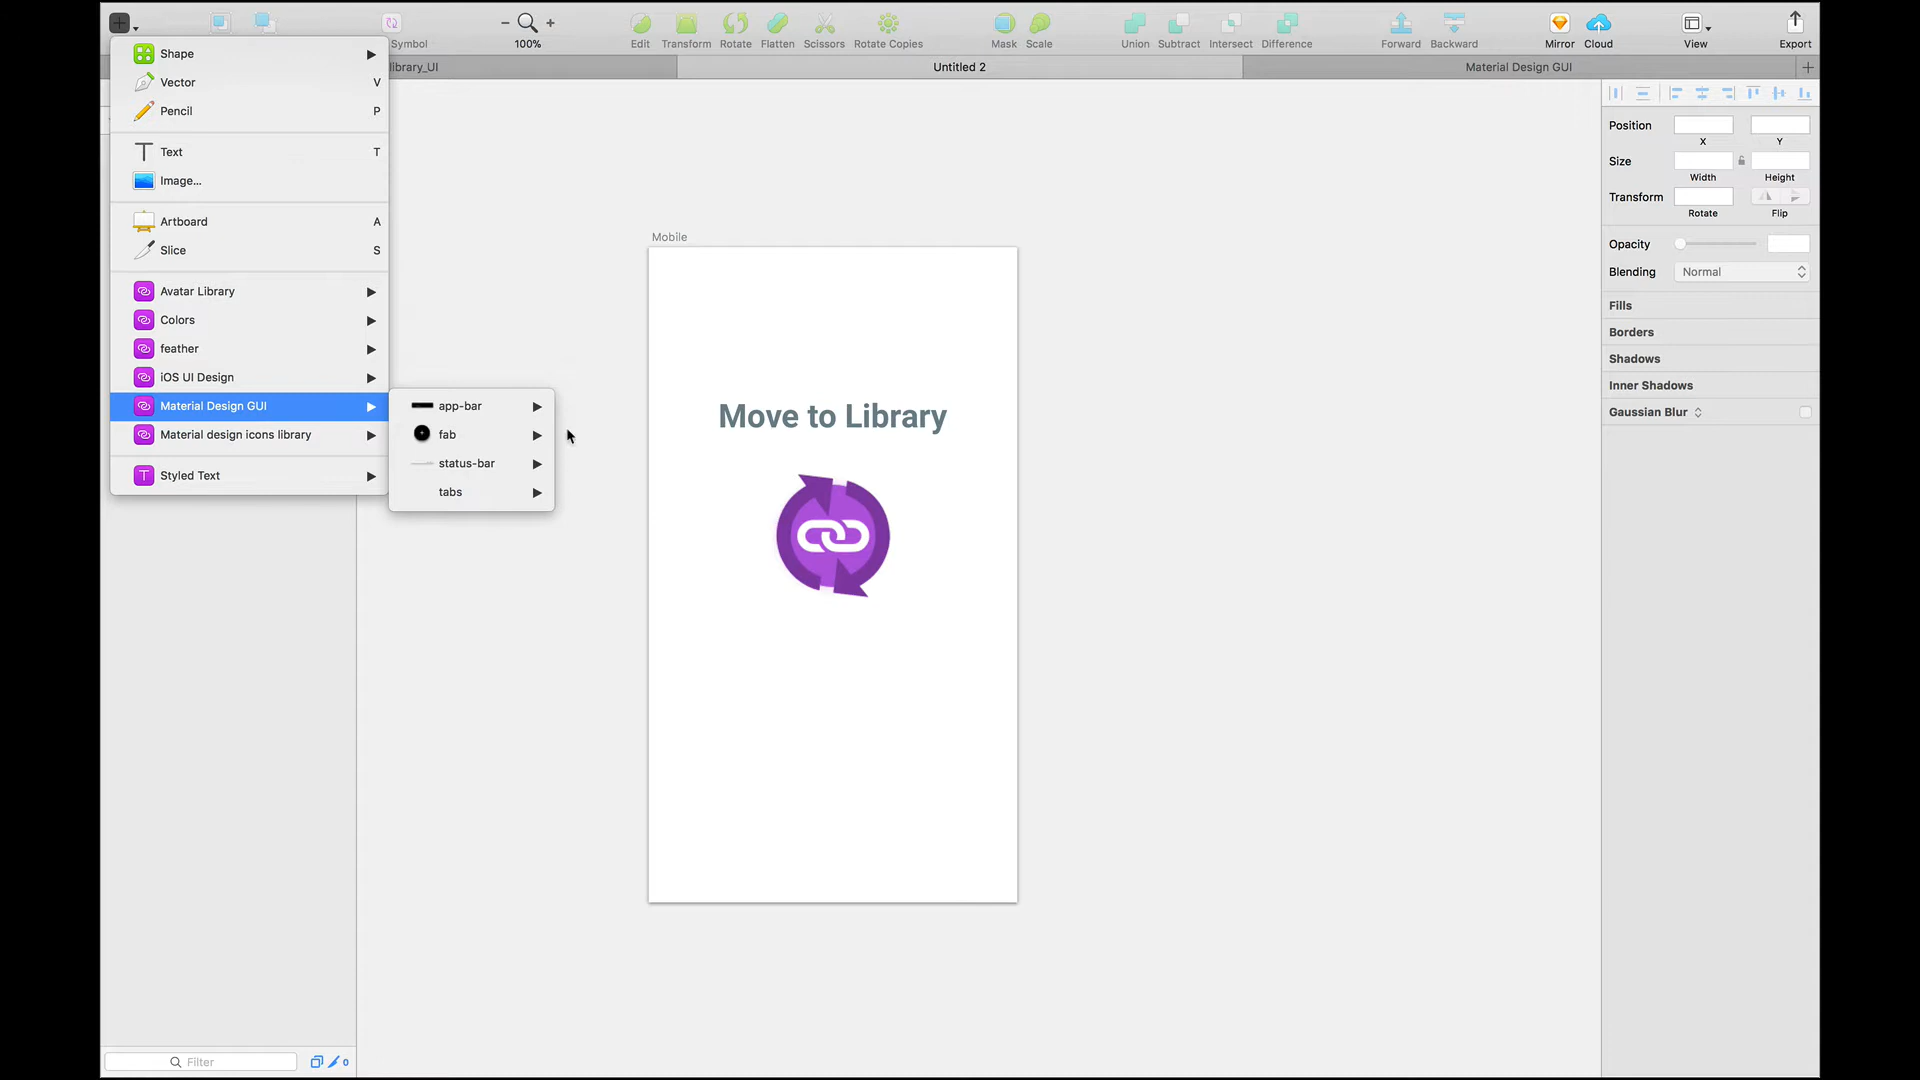 Symbol
100%
Edit
Transform
Rotate
Flatten
Scissors
Rotate Copies
Mask
Scale
Union
Subtract
Intersect
Difference
Forward
Backward
Mirror
Cloud
View
Export
library_UI
Untitled 2
Material Design GUI
Shape
Vector V
Pencil P
Text T
Image...
Artboard A
Slice S
Avatar Library
Colors
feather
iOS UI Design
Material Design GUI
Material design icons library
Styled Text
app-bar
fab
status-bar
tabs
Mobile
Move to Library
Position
X
Y
Size
Width
Height
Transform
Rotate
Flip
Opacity
Blending
Normal
Fills
Borders
Shadows
Inner Shadows
Gaussian Blur
Filter
0